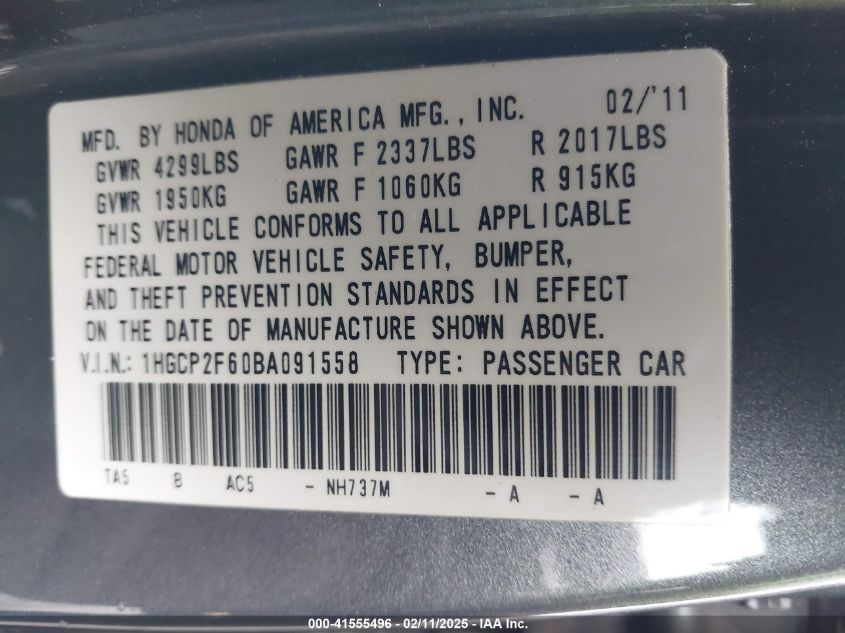 MFD. BY HONDA OF AMERICA MFG., INC. 02/'11
GVWR 4299LBS GAWR F 2337LBS R 2017LBS
GVWR 1950KG GAWR F 1060KG R 915KG
THIS VEHICLE CONFORMS TO ALL APPLICABLE
FEDERAL MOTOR VEHICLE SAFETY, BUMPER,
AND THEFT PREVENTION STANDARDS IN EFFECT
ON THE DATE OF MANUFACTURE SHOWN ABOVE.
V.I.N.: 1HGCP2F60BA091558 TYPE: PASSENGER CAR
TA5 B AC5 - NH737M - A - A
000-41555496 - 02/11/2025 - IAA Inc.